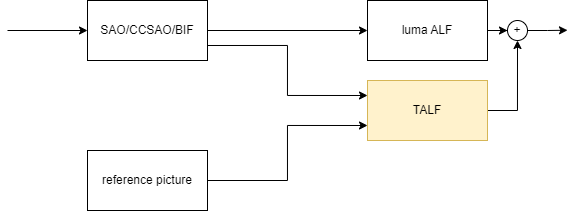 SAO/CCSAO/BIF
luma ALF
+
TALF
reference picture